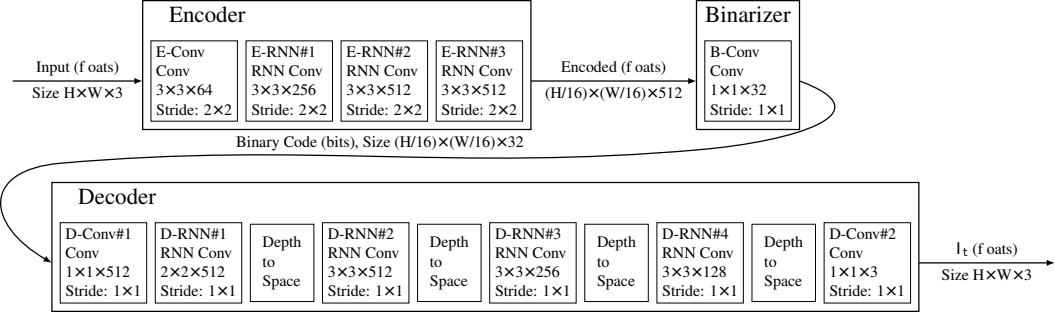 Encoder
E-Conv
Conv
3×3×64
Stride: 2×2
E-RNN#1
RNN Conv
3×3×256
Stride: 2×2
E-RNN#2
RNN Conv
3×3×512
Stride: 2×2
E-RNN#3
RNN Conv
3×3×512
Stride: 2×2
Binarizer
B-Conv
Conv
1×1×32
Stride: 1×1
Input (f oats)
Size H×W×3
Encoded (f oats)
(H/16)×(W/16)×512
Binary Code (bits), Size (H/16)×(W/16)×32
Decoder
D-Conv#1
Conv
1×1×512
Stride: 1×1
D-RNN#1
RNN Conv
2×2×512
Stride: 1×1
Depth
to
Space
D-RNN#2
RNN Conv
3×3×512
Stride: 1×1
Depth
to
Space
D-RNN#3
RNN Conv
3×3×256
Stride: 1×1
Depth
to
Space
D-RNN#4
RNN Conv
3×3×128
Stride: 1×1
Depth
to
Space
D-Conv#2
Conv
1×1×3
Stride: 1×1
It (f oats)
Size H×W×3